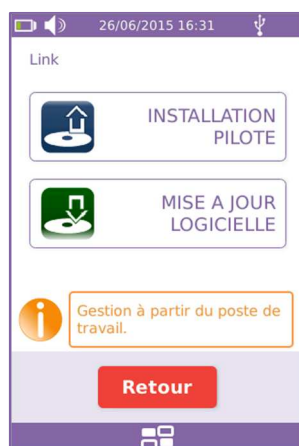 26/06/2015 16:31
Link
INSTALLATION
PILOTE
MISE A JOUR
LOGICIELLE
Gestion à partir du poste de
travail.
Retour